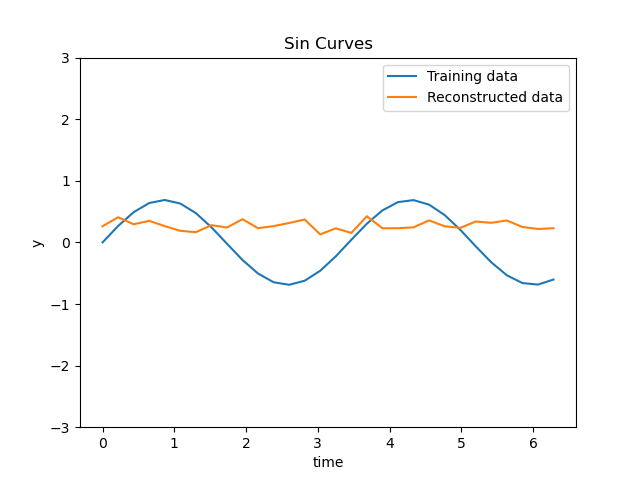 Sin Curves
Training data
Reconstructed data
3
2
1
0
−1
−2
−3
y
0 1 2 3 4 5 6
time